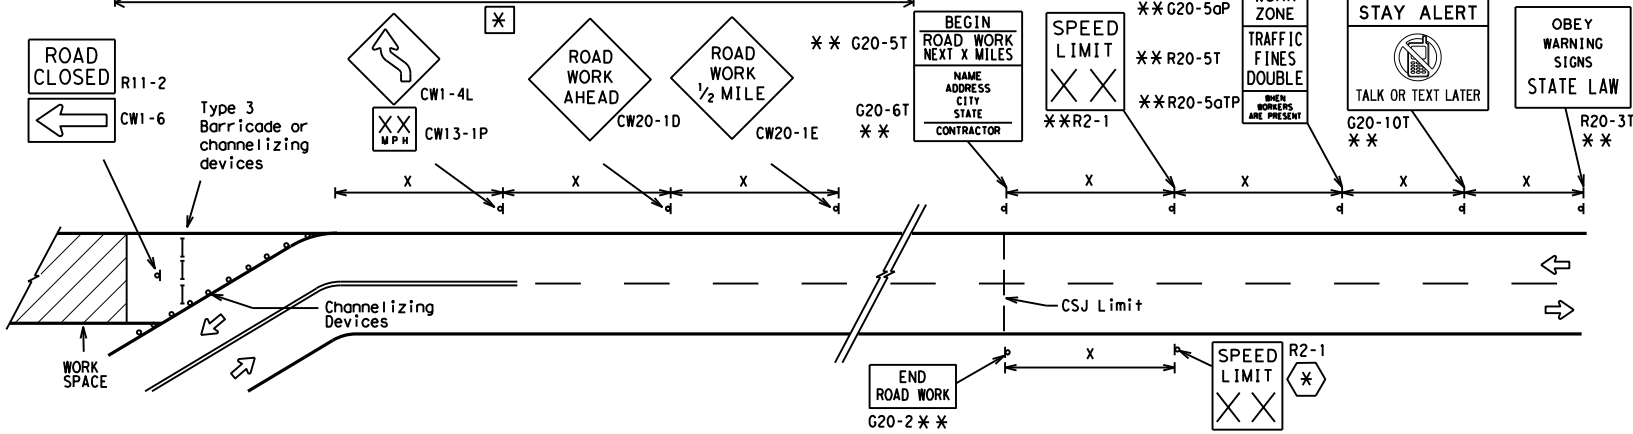 ROAD
CLOSED
R11-2
CW1-6
Type 3
Barricade or
channelizing
devices
CW1-4L
XX
MPH
CW13-1P
*
ROAD
WORK
AHEAD
CW20-1D
ROAD
WORK
1/2 MILE
CW20-1E
** G20-5T
BEGIN
ROAD WORK
NEXT X MILES
NAME
ADDRESS
CITY
STATE
CONTRACTOR
G20-6T
**
SPEED
LIMIT
XX
**R2-1
**G20-5aP
ZONE
**R20-5T
TRAFFIC
FINES
DOUBLE
**R20-5aTP
WHEN
WORKERS
ARE PRESENT
STAY ALERT
TALK OR TEXT LATER
G20-10T
**
OBEY
WARNING
SIGNS
STATE LAW
R20-3T
**
X X X X X X X
Channelizing
Devices
CSJ Limit
WORK
SPACE
END
ROAD WORK
G20-2 **
X
SPEED
LIMIT
XX
R2-1
*